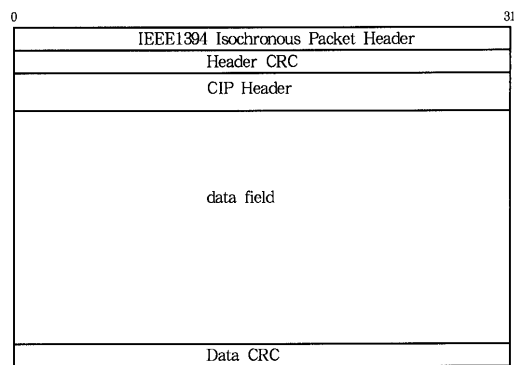 0 31
IEEE1394 Isochronous Packet Header
Header CRC
CIP Header
data field
Data CRC